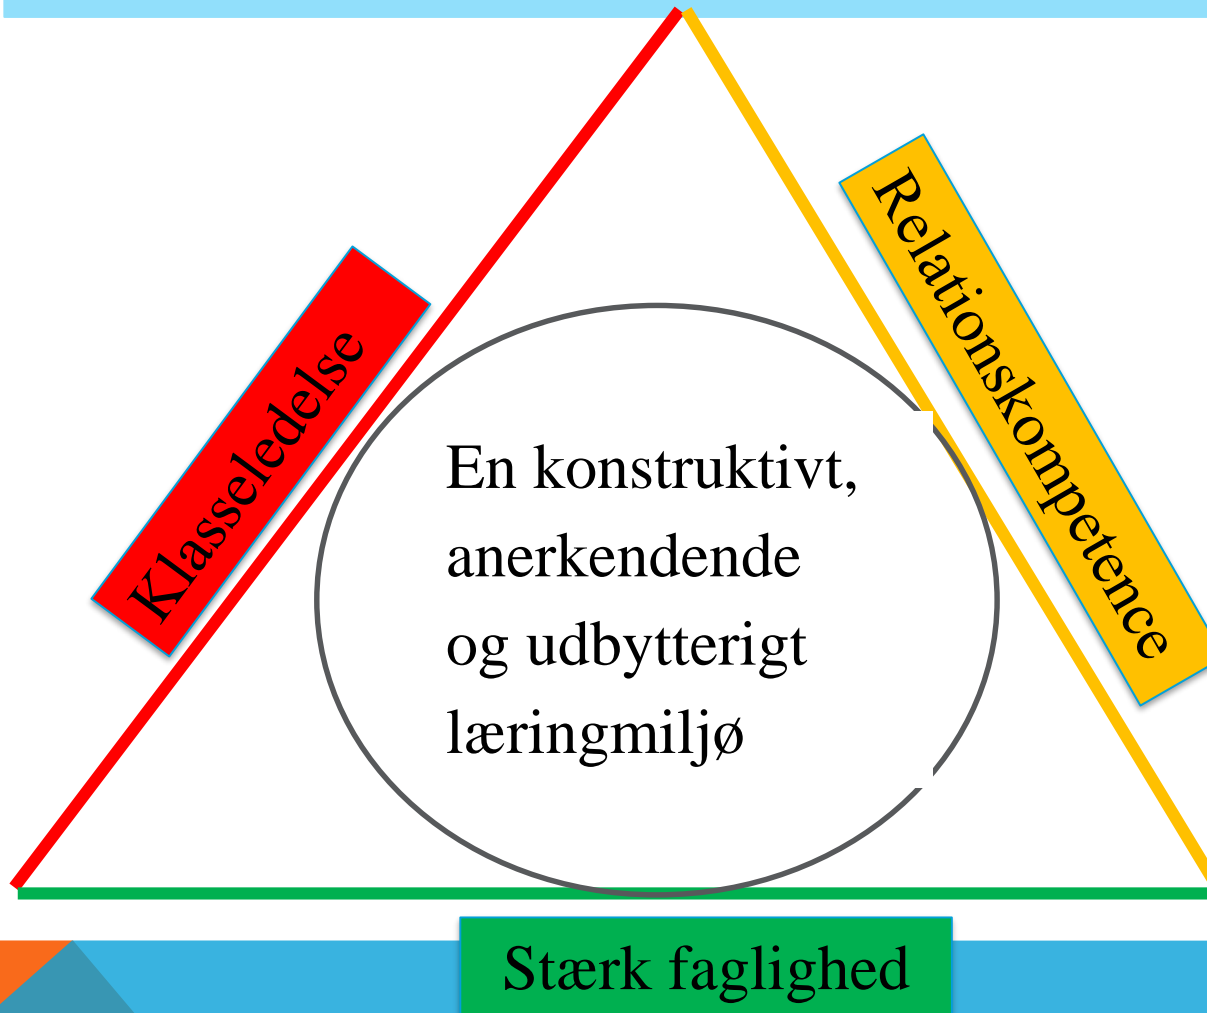 Relationskompetence
Klasseledelse
En konstruktivt,
anerkendende
og udbytterigt
læringmiljø
Stærk faglighed